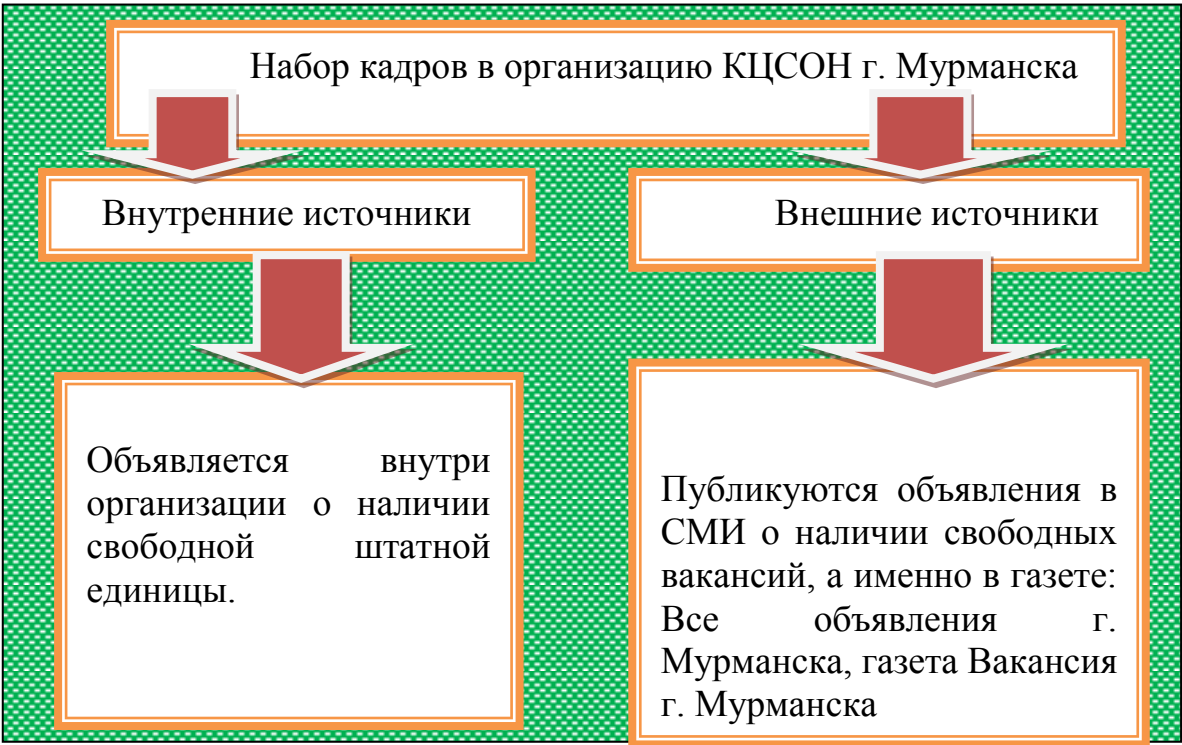 Набор кадров в организацию КЦСОН г. Мурманска
Внутренние источники
Внешние источники
Объявляется внутри
организации о наличии
свободной штатной
единицы.
Публикуются объявления в
СМИ о наличии свободных
вакансий, а именно в газете:
Все объявления г.
Мурманска, газета Вакансия
г. Мурманска